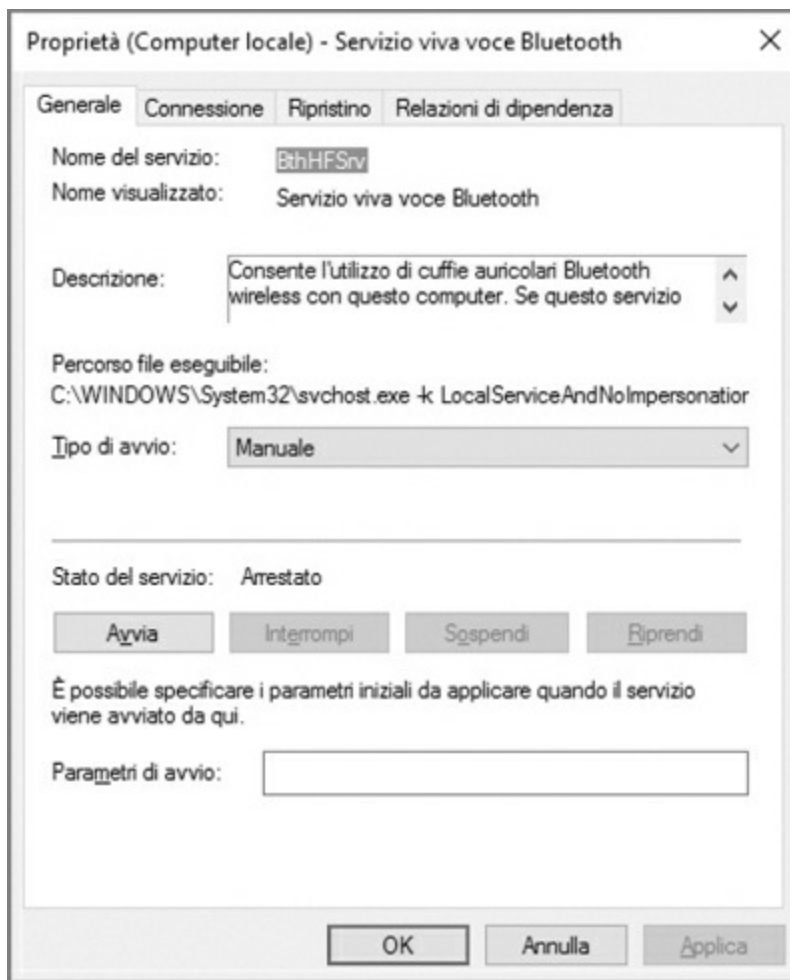 Proprietà (Computer locale) - Servizio viva voce Bluetooth
Generale Connessione Ripristino Relazioni di dipendenza
Nome del servizio: BthHFSrv
Nome visualizzato: Servizio viva voce Bluetooth
Descrizione: Consente l'utilizzo di cuffie auricolari Bluetooth
wireless con questo computer. Se questo servizio
Percorso file eseguibile:
C:\WINDOWS\System32\svchost.exe -k LocalServiceAndNoImpersonation
Tipo di avvio: Manuale
Stato del servizio: Arrestato
Avvia Interrompi Sospendi Riprendi
È possibile specificare i parametri iniziali da applicare quando il servizio
viene avviato da qui.
Parametri di avvio:
OK Annulla Applica